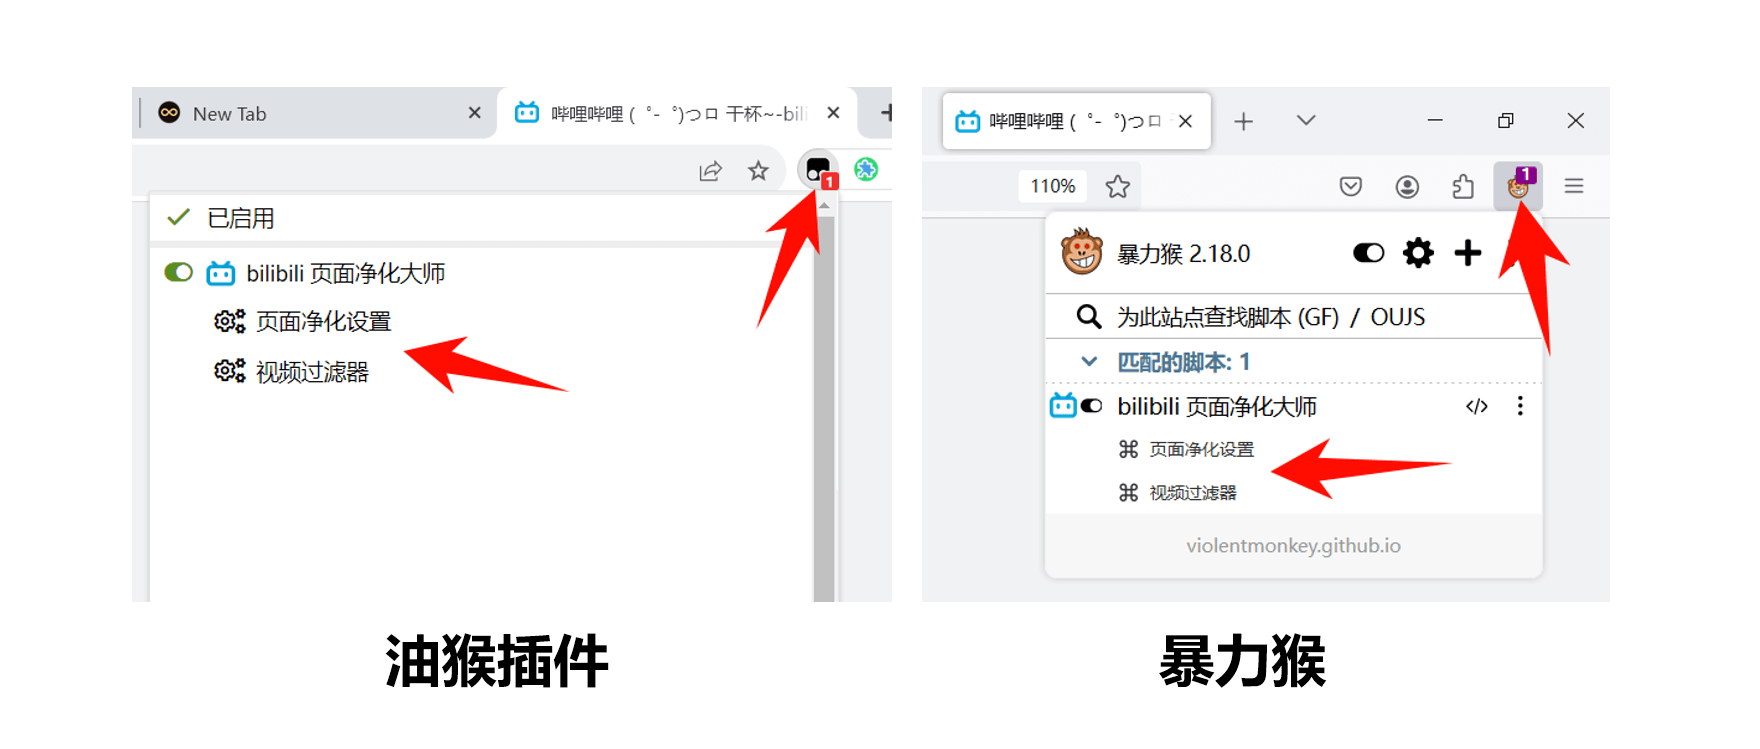 New Tab
哔哩哔哩 ( ゜- ゜)つロ 干杯~-bili
1
已启用
bilibili 页面净化大师
页面净化设置
视频过滤器
油猴插件
哔哩哔哩 ( ゜- ゜)つロ
110%
1
暴力猴 2.18.0
为此站点查找脚本 (GF) / OUJS
匹配的脚本: 1
bilibili 页面净化大师
页面净化设置
视频过滤器
violentmonkey.github.io
暴力猴